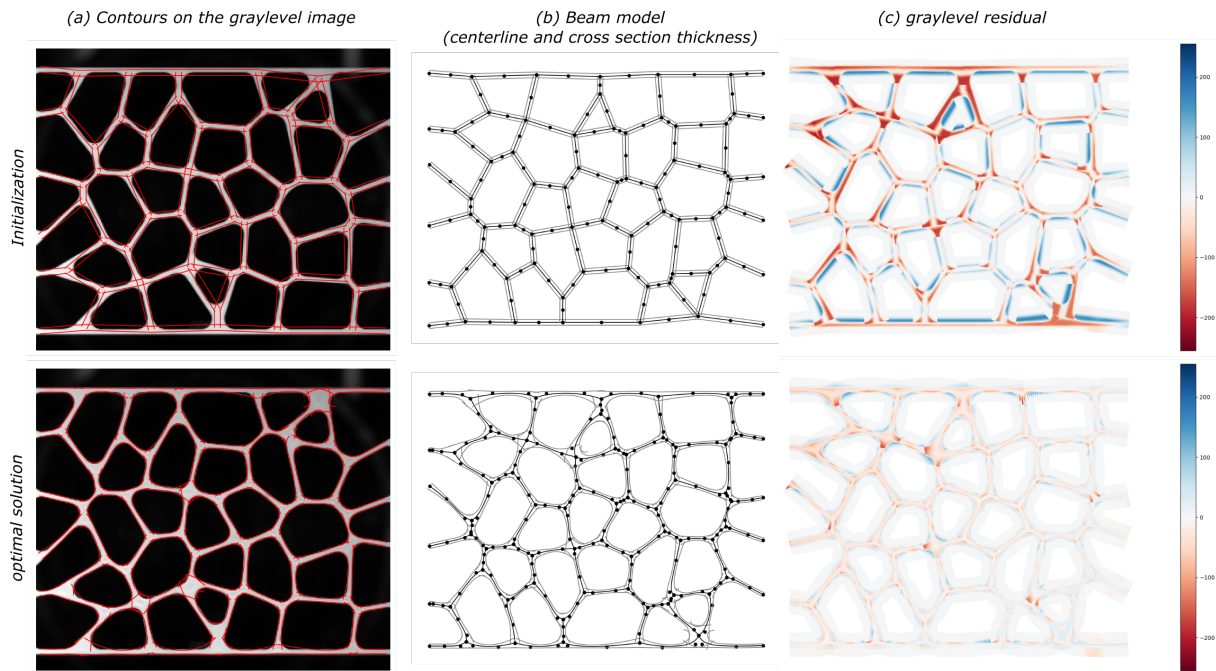 (a) Contours on the graylevel image
(b) Beam model
(centerline and cross section thickness)
(c) graylevel residual
Initialization
200
100
0
−100
−200
optimal solution
200
100
0
−100
−200